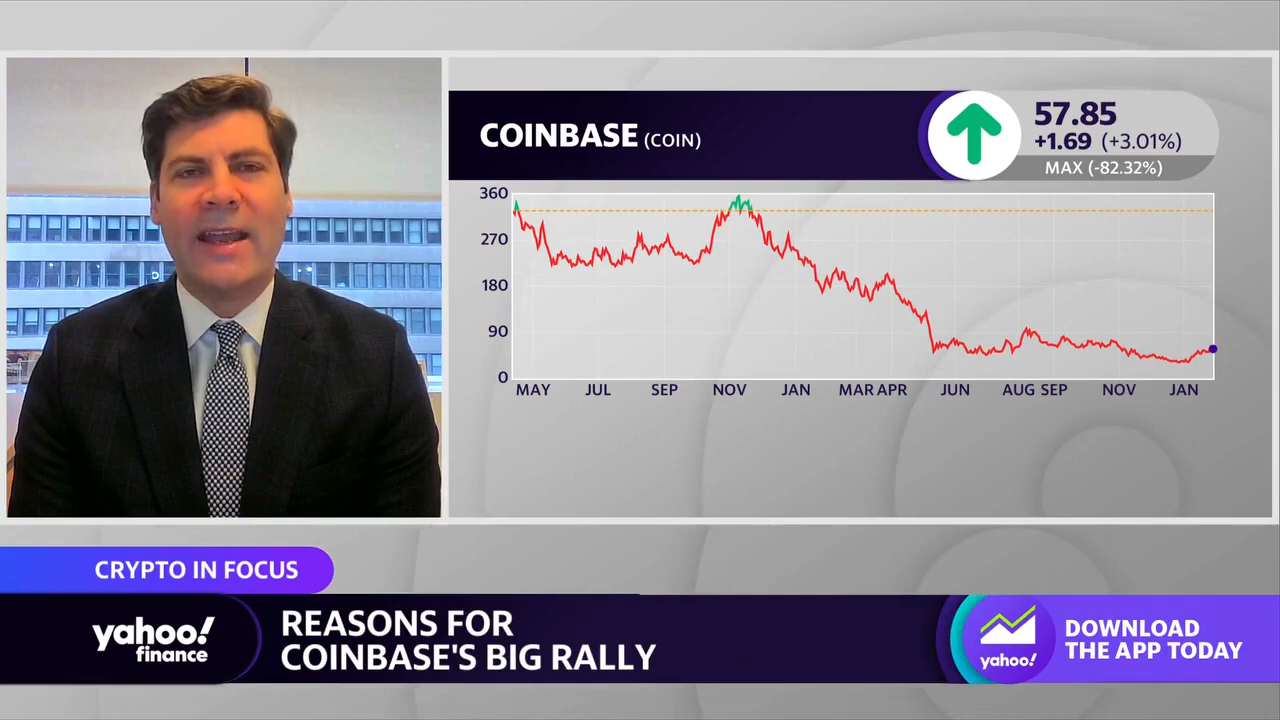 COINBASE (COIN)
57.85
+1.69 (+3.01%)
MAX (-82.32%)
360
270
180
90
0
MAY JUL SEP NOV JAN MAR APR JUN AUG SEP NOV JAN
CRYPTO IN FOCUS
yahoo!
finance
REASONS FOR
COINBASE'S BIG RALLY
yahoo!
DOWNLOAD
THE APP TODAY